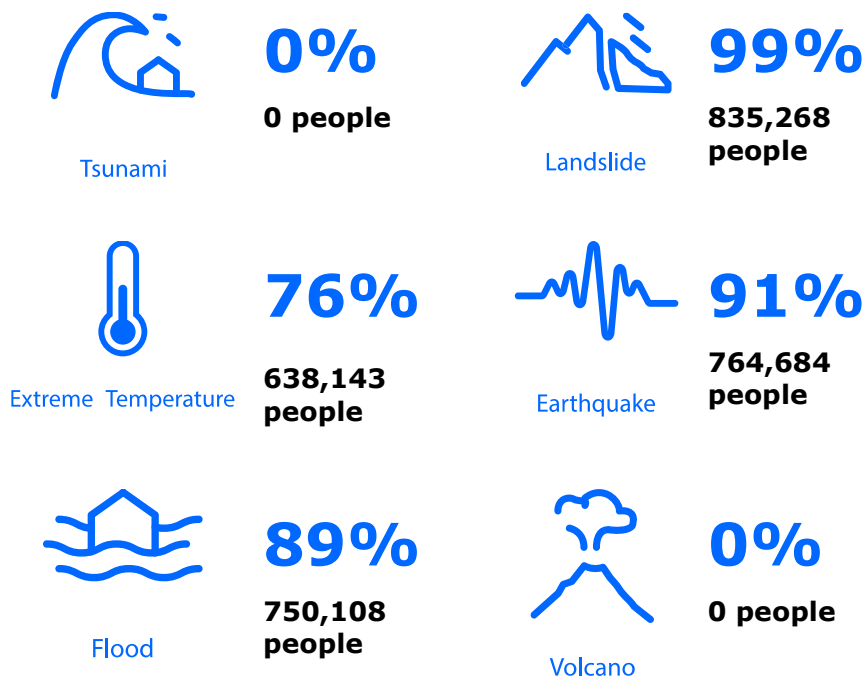 0%
0 people
Tsunami
99%
835,268
people
Landslide
76%
638,143
people
Extreme Temperature
91%
764,684
people
Earthquake
89%
750,108
people
Flood
0%
0 people
Volcano